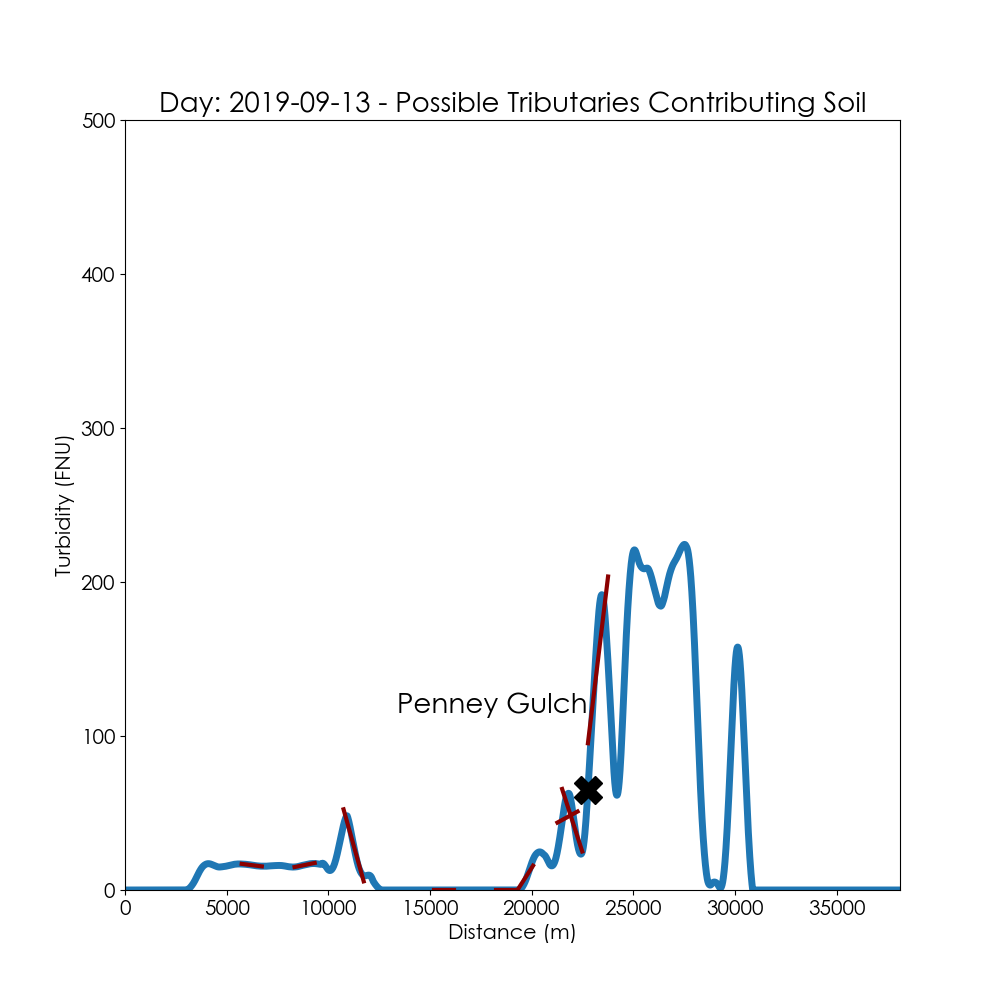 Day: 2019-09-13 - Possible Tributaries Contributing Soil
500
400
300
200
100
0
Turbidity (FNU)
Penney Gulch
0 5000 10000 15000 20000 25000 30000 35000
Distance (m)